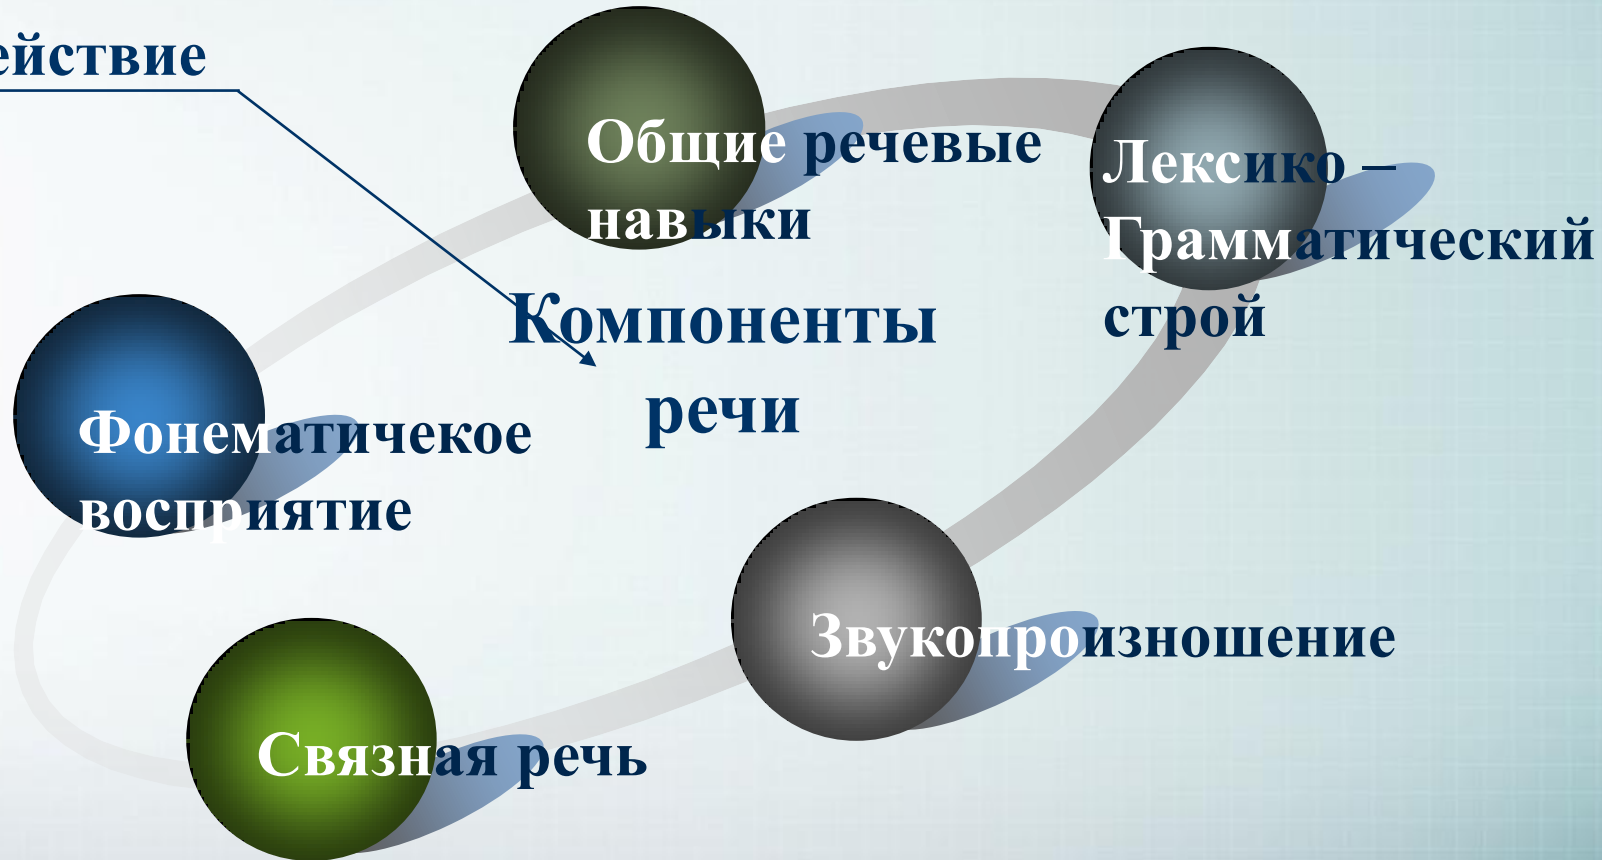 ействие
Общие речевые
навыки
Лексико –
Грамматический
строй
Компоненты
речи
Фонематичекое
восприятие
Звукопроизношение
Связная речь